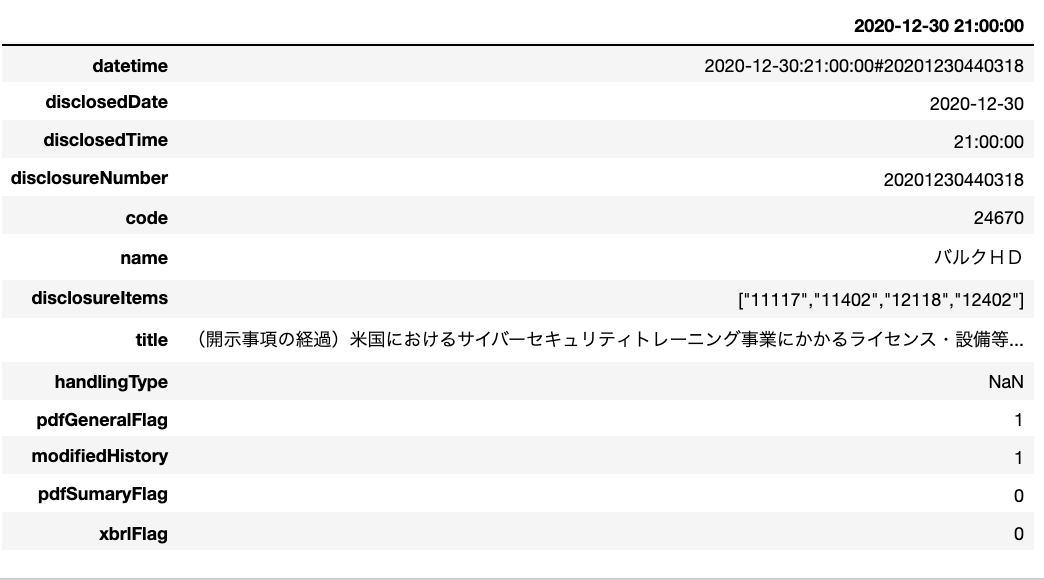 2020-12-30 21:00:00
datetime 2020-12-30:21:00:00#20201230440318
disclosedDate 2020-12-30
disclosedTime 21:00:00
disclosureNumber 20201230440318
code 24670
name バルクＨＤ
disclosureItems ["11117","11402","12118","12402"]
title （開示事項の経過）米国におけるサイバーセキュリティトレーニング事業にかかるライセンス・設備等...
handlingType NaN
pdfGeneralFlag 1
modifiedHistory 1
pdfSumaryFlag 0
xbrlFlag 0